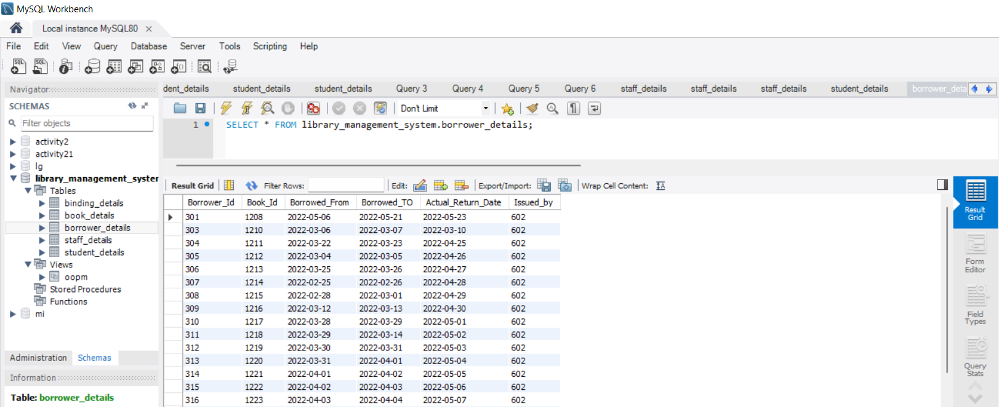 MySQL Workbench
Local instance MySQL80
File Edit View Query Database Server Tools Scripting Help
Navigator
SCHEMAS
Filter objects
activity2
activity21
lg
library_management_syster
Tables
binding_details
book_details
borrower_details
staff_details
student_details
Views
oopm
Stored Procedures
Functions
mi
Administration Schemas
Information
Table: borrower_details
dent_details student_details student_details Query 3 Query 4 Query 5 Query 6 staff_details staff_details staff_details student_details borrower_deta
Don't Limit
1 SELECT * FROM library_management_system.borrower_details;
Result Grid Filter Rows: Edit: Export/Import: Wrap Cell Content:
Borrower_Id Book_Id Borrowed_From Borrowed_TO Actual_Return_Date Issued_by
301 1208 2022-05-06 2022-05-21 2022-05-23 602
303 1210 2022-03-06 2022-03-07 2022-03-10 602
304 1211 2022-03-22 2022-03-23 2022-04-25 602
305 1212 2022-03-04 2022-03-05 2022-04-26 602
306 1213 2022-03-25 2022-03-26 2022-04-27 602
307 1214 2022-02-25 2022-02-26 2022-04-28 602
308 1215 2022-02-28 2022-03-01 2022-04-29 602
309 1216 2022-03-12 2022-03-13 2022-04-30 602
310 1217 2022-03-28 2022-03-29 2022-05-01 602
311 1218 2022-03-29 2022-03-14 2022-05-02 602
312 1219 2022-03-30 2022-03-31 2022-05-03 602
313 1220 2022-03-31 2022-04-01 2022-05-04 602
314 1221 2022-04-01 2022-04-02 2022-05-05 602
315 1222 2022-04-02 2022-04-03 2022-05-06 602
316 1223 2022-04-03 2022-04-04 2022-05-07 602
Result
Grid
Form
Editor
Field
Types
Query
Stats